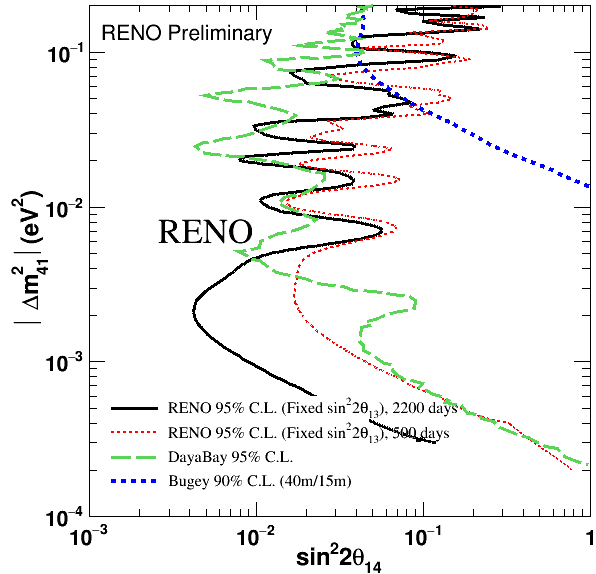 RENO Preliminary
10⁻¹
10⁻²
10⁻³
10⁻⁴
| Δm²₄₁| (eV²)
RENO
RENO 95% C.L. (Fixed sin²2θ₁₃), 2200 days
RENO 95% C.L. (Fixed sin²2θ₁₃), 500 days
DayaBay 95% C.L.
Bugey 90% C.L. (40m/15m)
10⁻³ 10⁻² 10⁻¹ 1
sin²2θ₁₄